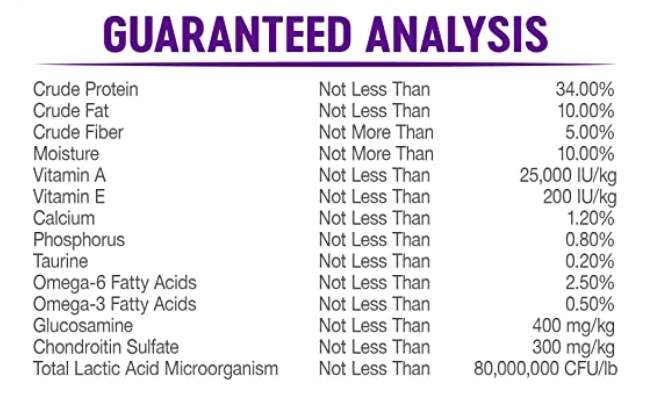 GUARANTEED ANALYSIS
Crude Protein Not Less Than 34.00%
Crude Fat Not Less Than 10.00%
Crude Fiber Not More Than 5.00%
Moisture Not More Than 10.00%
Vitamin A Not Less Than 25,000 IU/kg
Vitamin E Not Less Than 200 IU/kg
Calcium Not Less Than 1.20%
Phosphorus Not Less Than 0.80%
Taurine Not Less Than 0.20%
Omega-6 Fatty Acids Not Less Than 2.50%
Omega-3 Fatty Acids Not Less Than 0.50%
Glucosamine Not Less Than 400 mg/kg
Chondroitin Sulfate Not Less Than 300 mg/kg
Total Lactic Acid Microorganism Not Less Than 80,000,000 CFU/lb